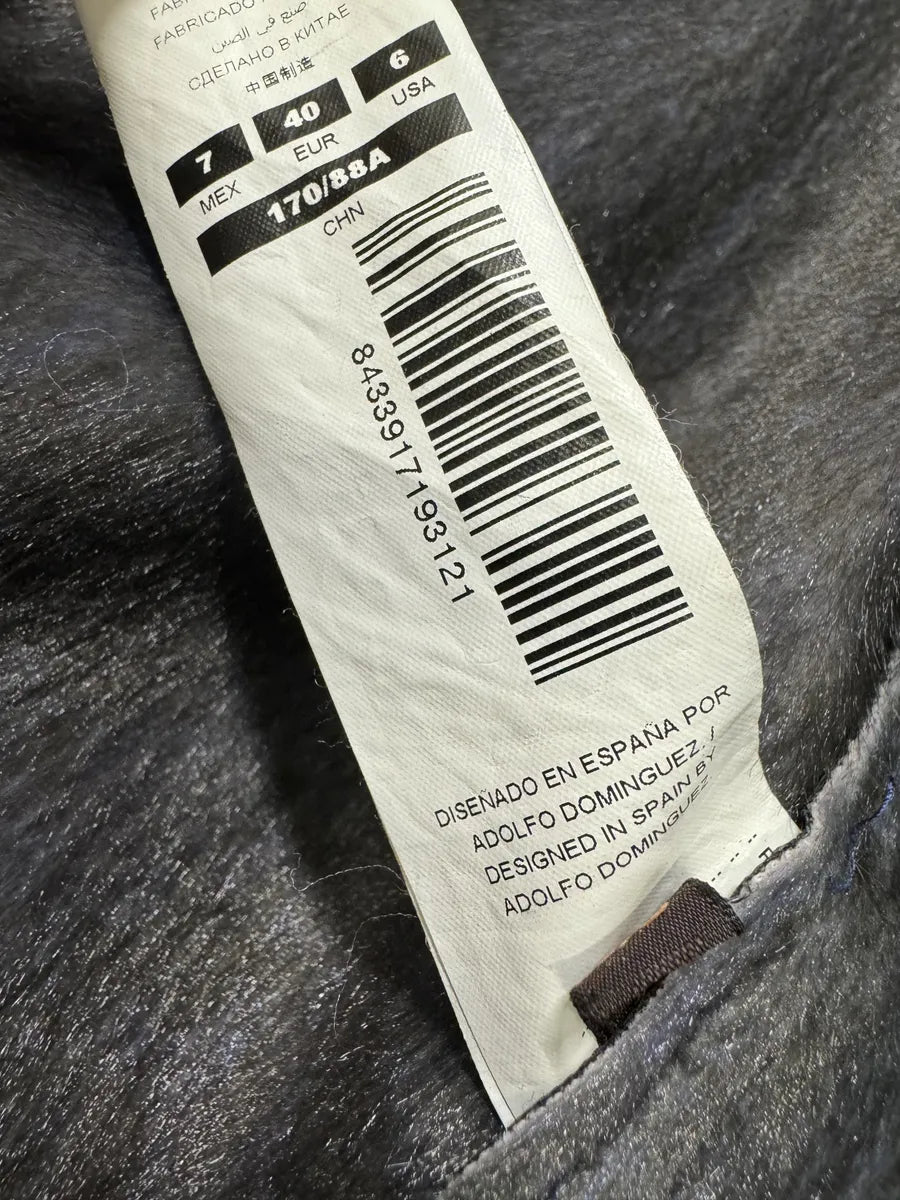 FABRICADO
صنع في الصين
СДЕЛАНО В КИТАЕ
中国制造
7 40 6
MEX EUR USA
170/88A
CHN
8433917193121
DISEÑADO EN ESPAÑA POR
ADOLFO DOMINGUEZ. /
DESIGNED IN SPAIN BY
ADOLFO DOMINGUEZ